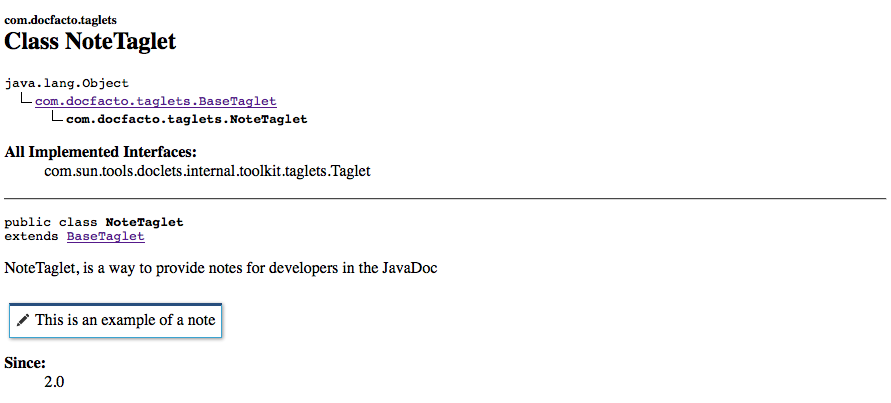 com.docfacto.taglets
Class NoteTaglet
java.lang.Object
com.docfacto.taglets.BaseTaglet
com.docfacto.taglets.NoteTaglet
All Implemented Interfaces:
com.sun.tools.doclets.internal.toolkit.taglets.Taglet
public class NoteTaglet
extends BaseTaglet
NoteTaglet, is a way to provide notes for developers in the JavaDoc
This is an example of a note
Since:
2.0